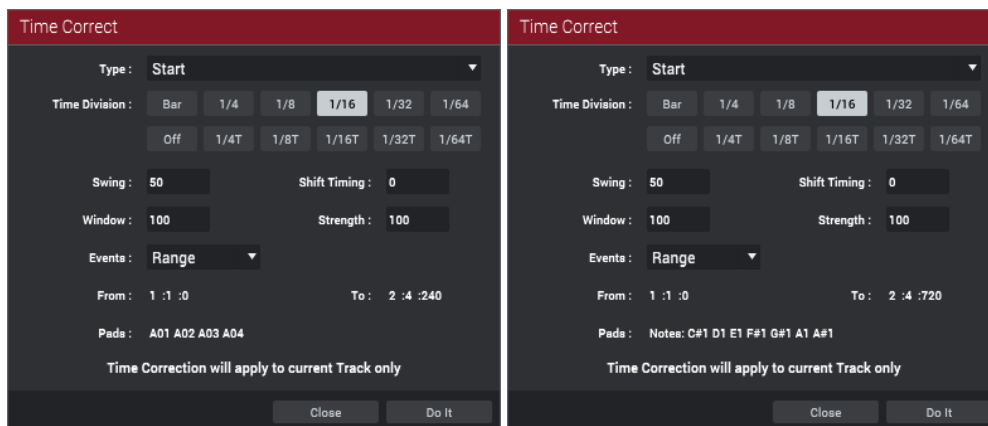 Time Correct
Type : Start
Time Division : Bar 1/4 1/8 1/16 1/32 1/64
Off 1/4T 1/8T 1/16T 1/32T 1/64T
Swing : 50 Shift Timing : 0
Window : 100 Strength : 100
Events : Range
From : 1 :1 :0 To : 2 :4 :240
Pads : A01 A02 A03 A04
Time Correction will apply to current Track only
Close Do It
Time Correct
Type : Start
Time Division : Bar 1/4 1/8 1/16 1/32 1/64
Off 1/4T 1/8T 1/16T 1/32T 1/64T
Swing : 50 Shift Timing : 0
Window : 100 Strength : 100
Events : Range
From : 1 :1 :0 To : 2 :4 :720
Pads : Notes: C#1 D1 E1 F#1 G#1 A1 A#1
Time Correction will apply to current Track only
Close Do It